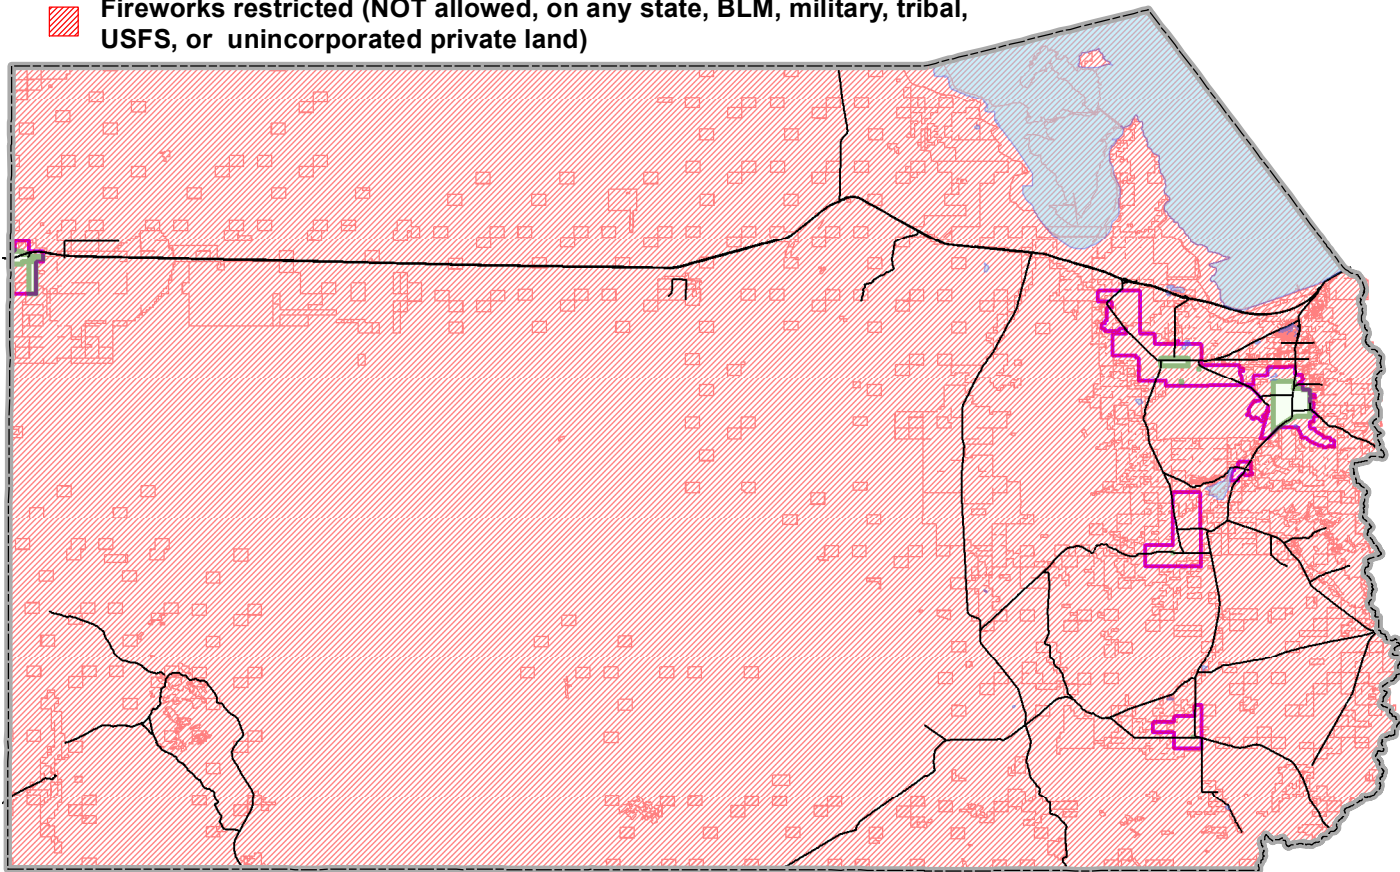 Fireworks restricted (NOT allowed, on any state, BLM, military, tribal,
USFS, or unincorporated private land)